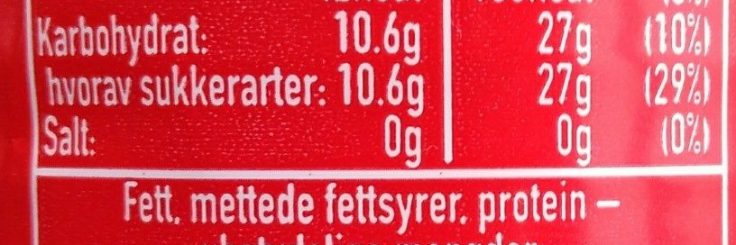 Karbohydrat: 10.6g 27g (10%)
hvorav sukkerarter: 10.6g 27g (29%)
Salt: 0g 0g (0%)
Fett, mettede fettsyrer, protein –